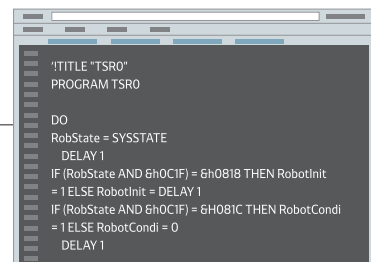 '!TITLE "TSR0"
PROGRAM TSR0
DO
RobState = SYSSTATE
DELAY 1
IF (RobState AND &h0C1F) = &h0818 THEN RobotInit
= 1 ELSE RobotInit = DELAY 1
IF (RobState AND &h0C1F) = &H081C THEN RobotCondi
= 1 ELSE RobotCondi = 0
DELAY 1